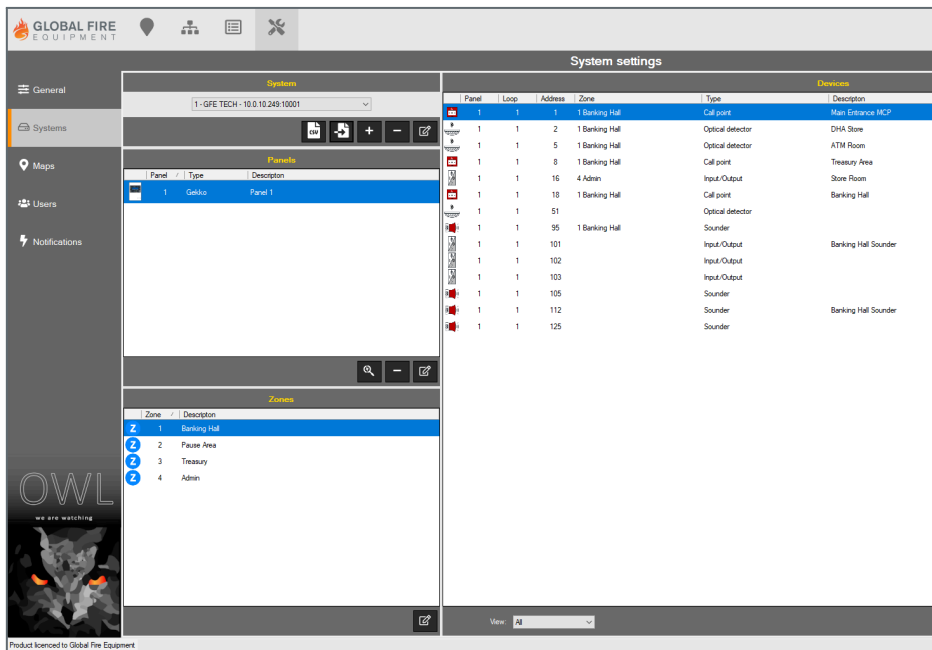 GLOBAL FIRE
EQUIPMENT
System settings
General
Systems
Maps
Users
Notifications
OWL
we are watching
System
1 - GFE TECH - 10.0.10.249:10001
CSV
Panels
Panel / Type Descripton
1 Gekko Panel 1
Zones
Zone / Descripton
Z 1 Banking Hall
Z 2 Pause Area
Z 3 Treasury
Z 4 Admin
Devices
Panel Loop Address Zone Type Descripton
1 1 1 1 Banking Hall Call point Main Entrance MCP
1 1 2 1 Banking Hall Optical detector DHA Store
1 1 5 1 Banking Hall Optical detector ATM Room
1 1 8 1 Banking Hall Call point Treasury Area
1 1 16 4 Admin Input/Output Store Room
1 1 18 1 Banking Hall Call point Banking Hall
1 1 51 Optical detector
1 1 95 1 Banking Hall Sounder
1 1 101 Input/Output Banking Hall Sounder
1 1 102 Input/Output
1 1 103 Input/Output
1 1 105 Sounder
1 1 112 Sounder Banking Hall Sounder
1 1 125 Sounder
View: All
Product licenced to Global Fire Equipment